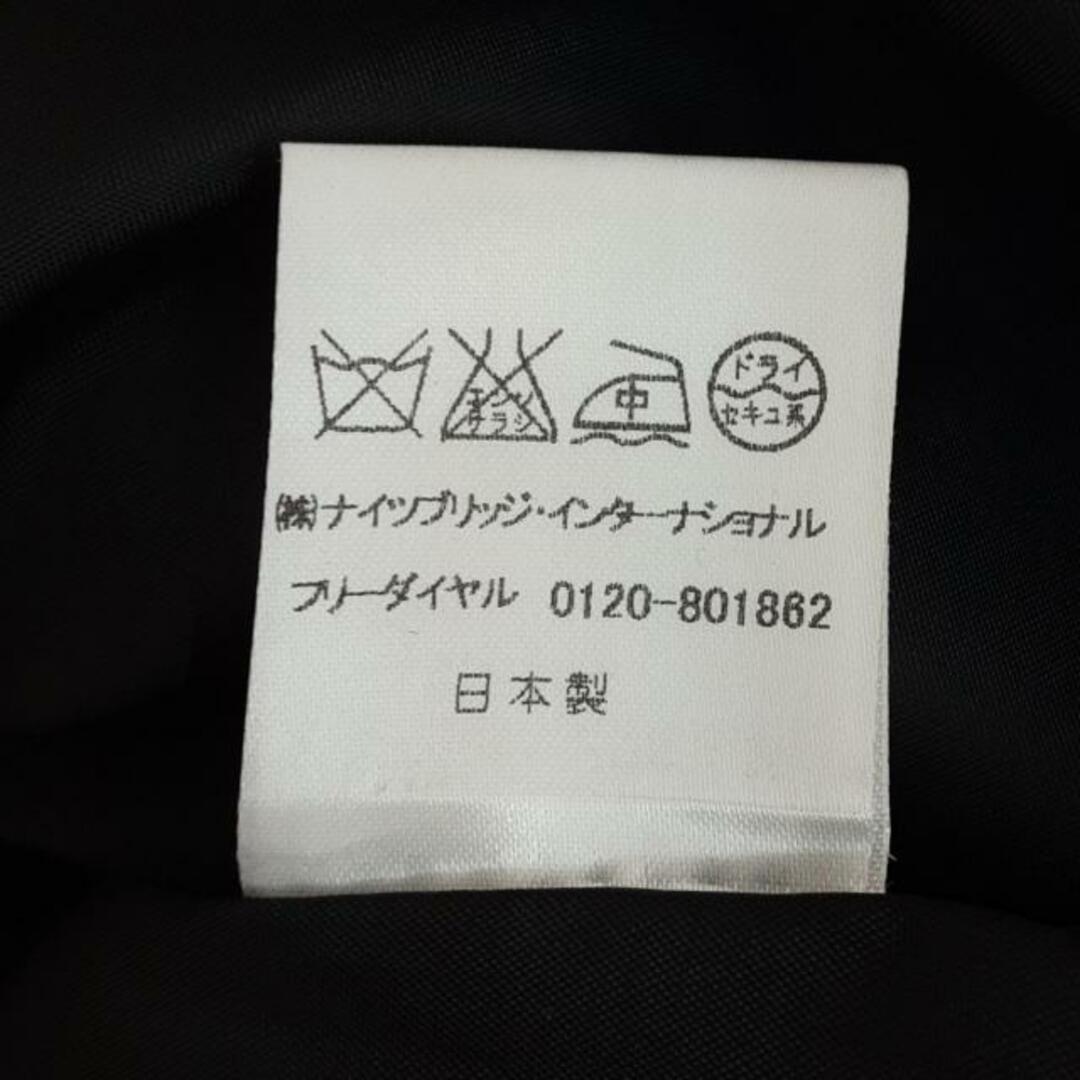 エンソ サラシ 中 ドライ セキユ系
㈱ナイツブリッジ・インターナショナル
フリーダイヤル 0120-801862
日本製